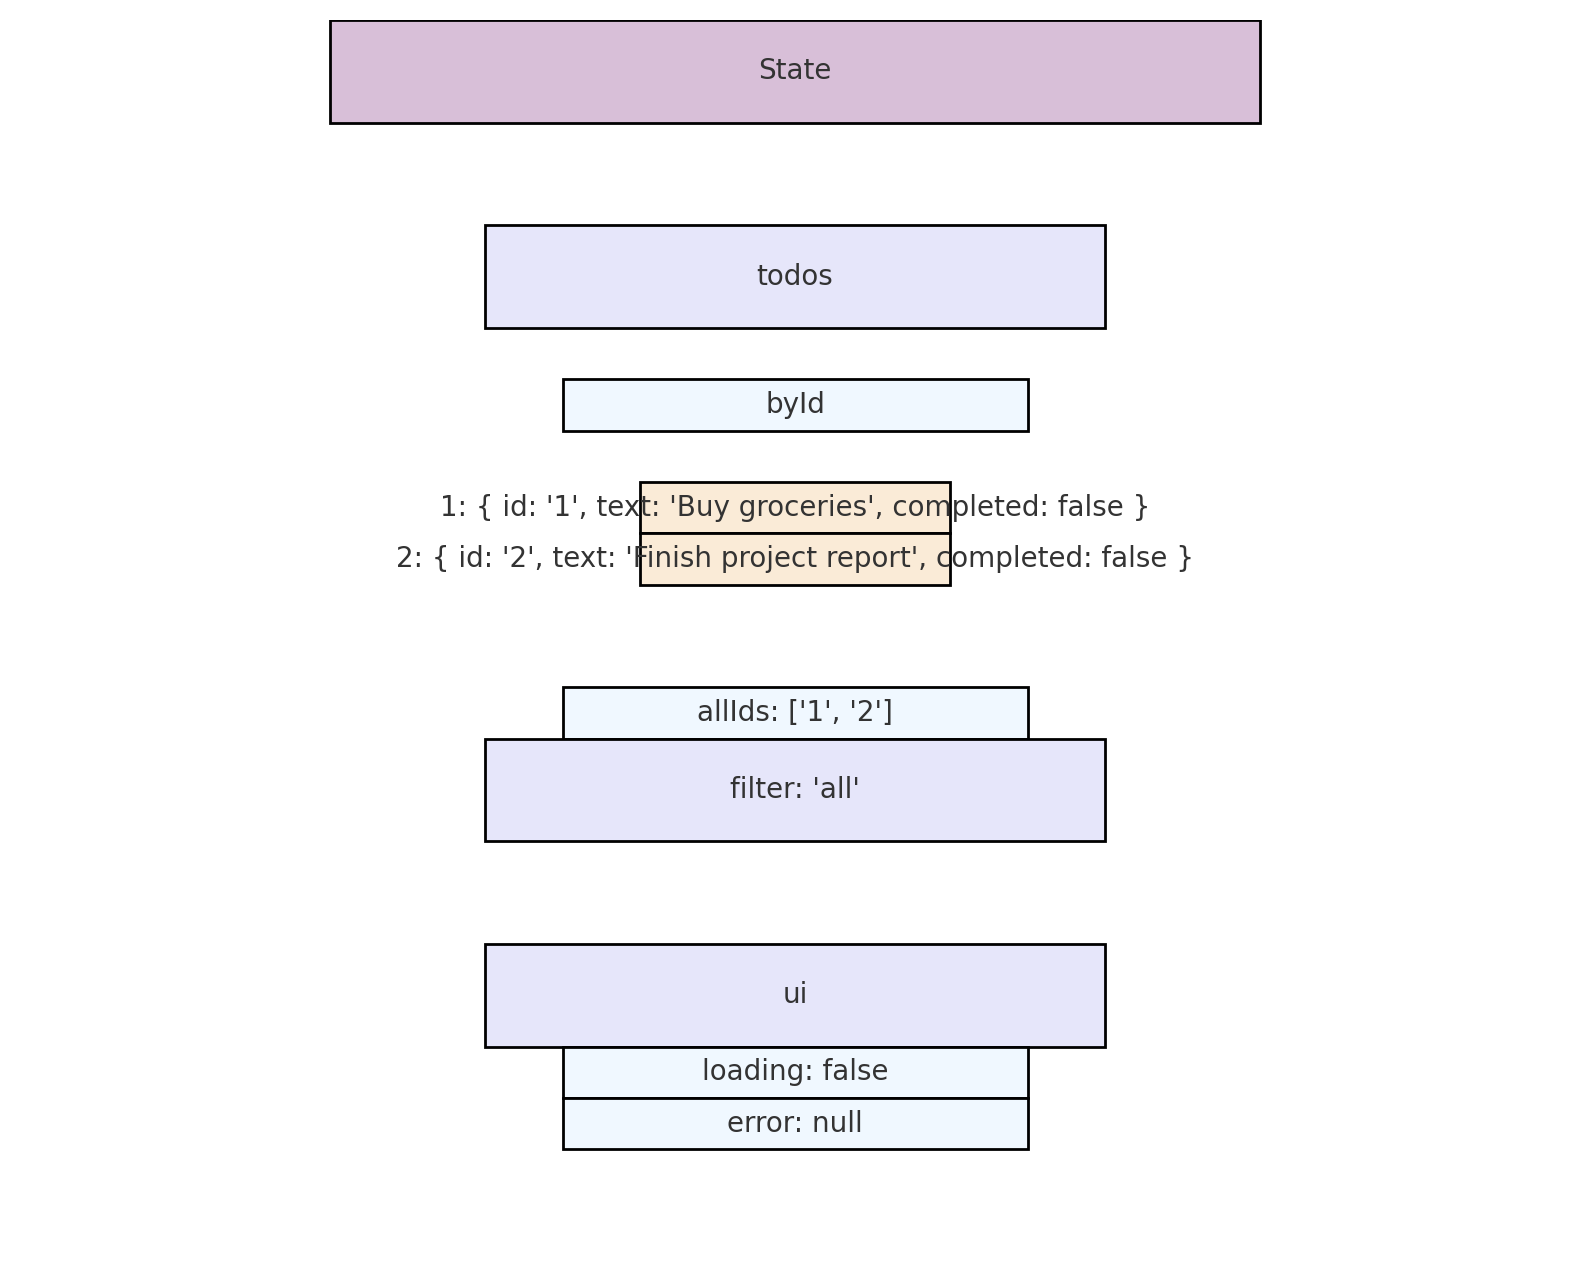 State
todos
byId
1: { id: '1', text: 'Buy groceries', completed: false }
2: { id: '2', text: 'Finish project report', completed: false }
allIds: ['1', '2']
filter: 'all'
ui
loading: false
error: null